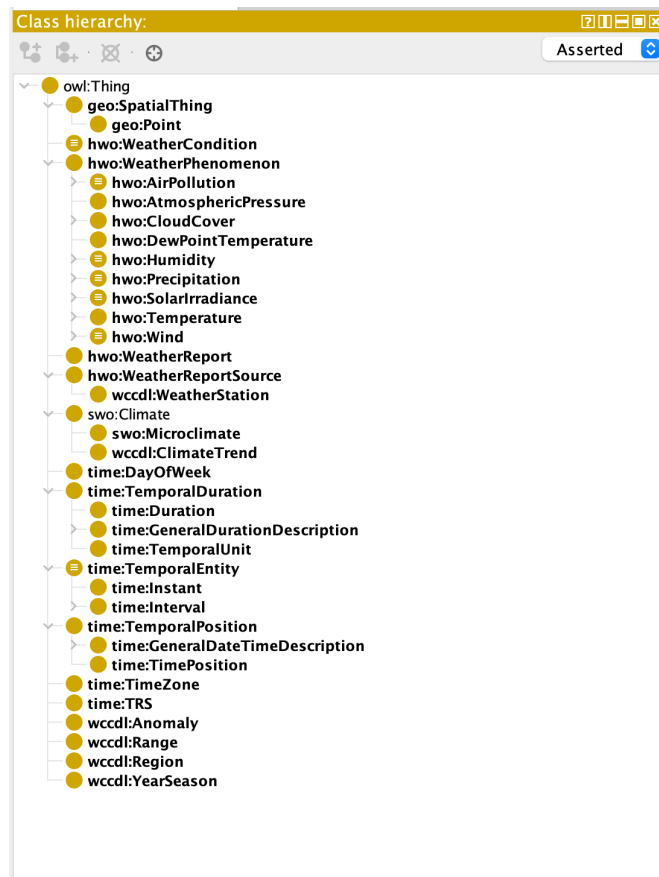 Class hierarchy:
Asserted
owl:Thing
geo:SpatialThing
geo:Point
hwo:WeatherCondition
hwo:WeatherPhenomenon
hwo:AirPollution
hwo:AtmosphericPressure
hwo:CloudCover
hwo:DewPointTemperature
hwo:Humidity
hwo:Precipitation
hwo:SolarIrradiance
hwo:Temperature
hwo:Wind
hwo:WeatherReport
hwo:WeatherReportSource
wccdl:WeatherStation
swo:Climate
swo:Microclimate
wccdl:ClimateTrend
time:DayOfWeek
time:TemporalDuration
time:Duration
time:GeneralDurationDescription
time:TemporalUnit
time:TemporalEntity
time:Instant
time:Interval
time:TemporalPosition
time:GeneralDateTimeDescription
time:TimePosition
time:TimeZone
time:TRS
wccdl:Anomaly
wccdl:Range
wccdl:Region
wccdl:YearSeason